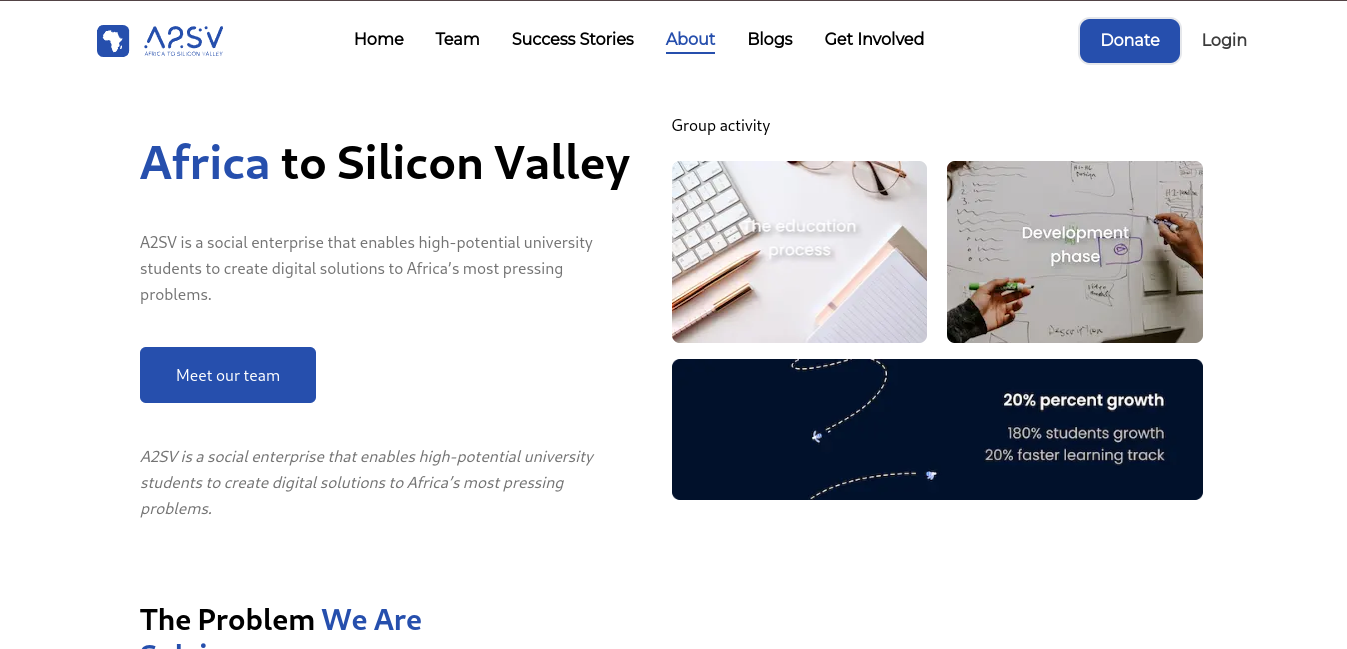 A2SV
AFRICA TO SILICON VALLEY
Home
Team
Success Stories
About
Blogs
Get Involved
Donate
Login
Africa to Silicon Valley
A2SV is a social enterprise that enables high-potential university
students to create digital solutions to Africa's most pressing
problems.
Meet our team
A2SV is a social enterprise that enables high-potential university
students to create digital solutions to Africa's most pressing
problems.
Group activity
The education
process
Development
phase
Description
20% percent growth
180% students growth
20% faster learning track
The Problem We Are